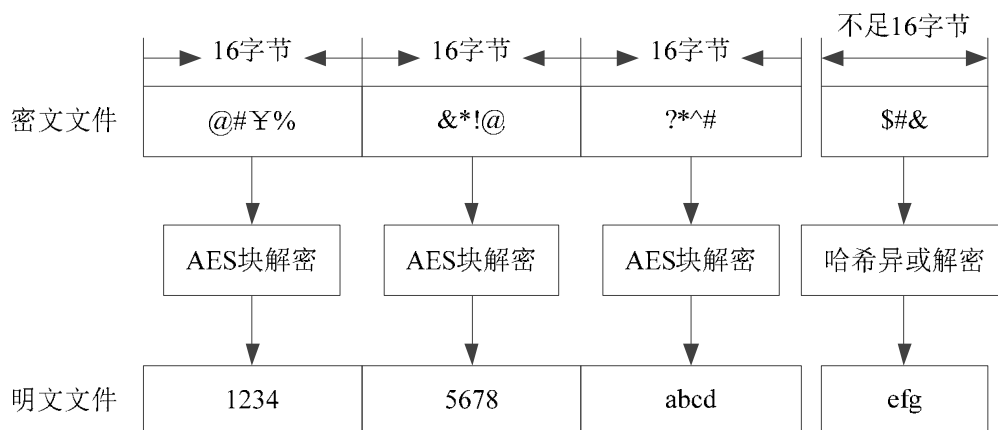 不足16字节
16字节
16字节
16字节
密文文件
@#￥%
&*!@
?*^#
$#&
AES块解密
AES块解密
AES块解密
哈希异或解密
明文文件
1234
5678
abcd
efg